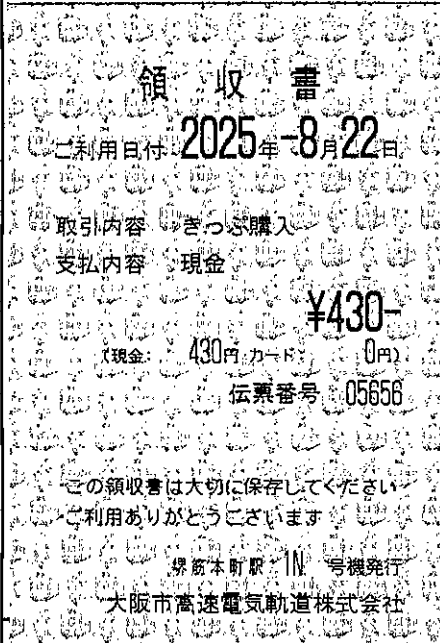 領収書
ご利用日付 2025年-8月22日
取引内容 きっぷ購入
支払内容 現金
¥430-
(現金: 430円 カード: 0円)
伝票番号 05656
この領収書は大切に保存してください
ご利用ありがとうございます
堺筋本町駅 1N 号機発行
大阪市高速電気軌道株式会社